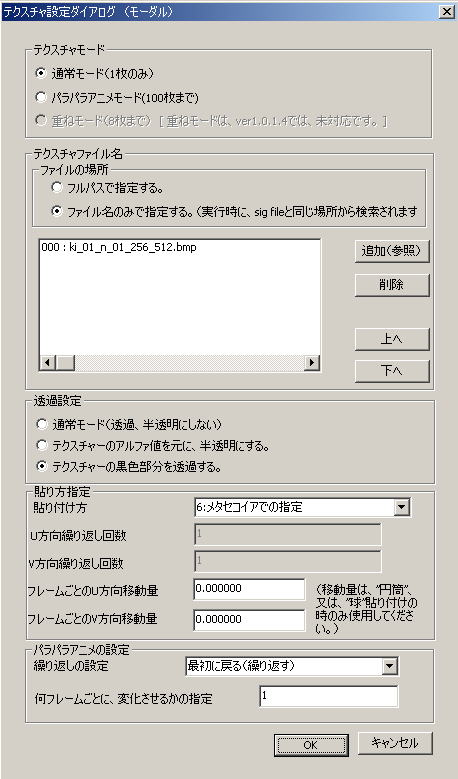 テクスチャ設定ダイアログ (モーダル)
テクスチャモード
通常モード(1枚のみ)
パラパラアニメモード(100枚まで)
重ねモード(8枚まで) [ 重ねモードは、ver1.0.1.4では、未対応です。]
テクスチャファイル名
ファイルの場所
フルパスで指定する。
ファイル名のみで指定する。(実行時に、sig fileと同じ場所から検索されます
000 : ki_01_n_01_256_512.bmp
追加(参照)
削除
上へ
下へ
透過設定
通常モード(透過、半透明にしない)
テクスチャーのアルファ値を元に、半透明にする。
テクスチャーの黒色部分を透過する。
貼り方指定
貼り付け方
6:メタセコイアでの指定
U方向繰り返し回数
1
V方向繰り返し回数
1
フレームごとのU方向移動量
0.000000
フレームごとのV方向移動量
0.000000
(移動量は、"円筒"、
又は、"球"貼り付けの
時のみ使用してくださ
い。)
パラパラアニメの設定
繰り返しの設定
最初に戻る(繰り返す)
何フレームごとに、変化させるかの指定
1
OK
キャンセル